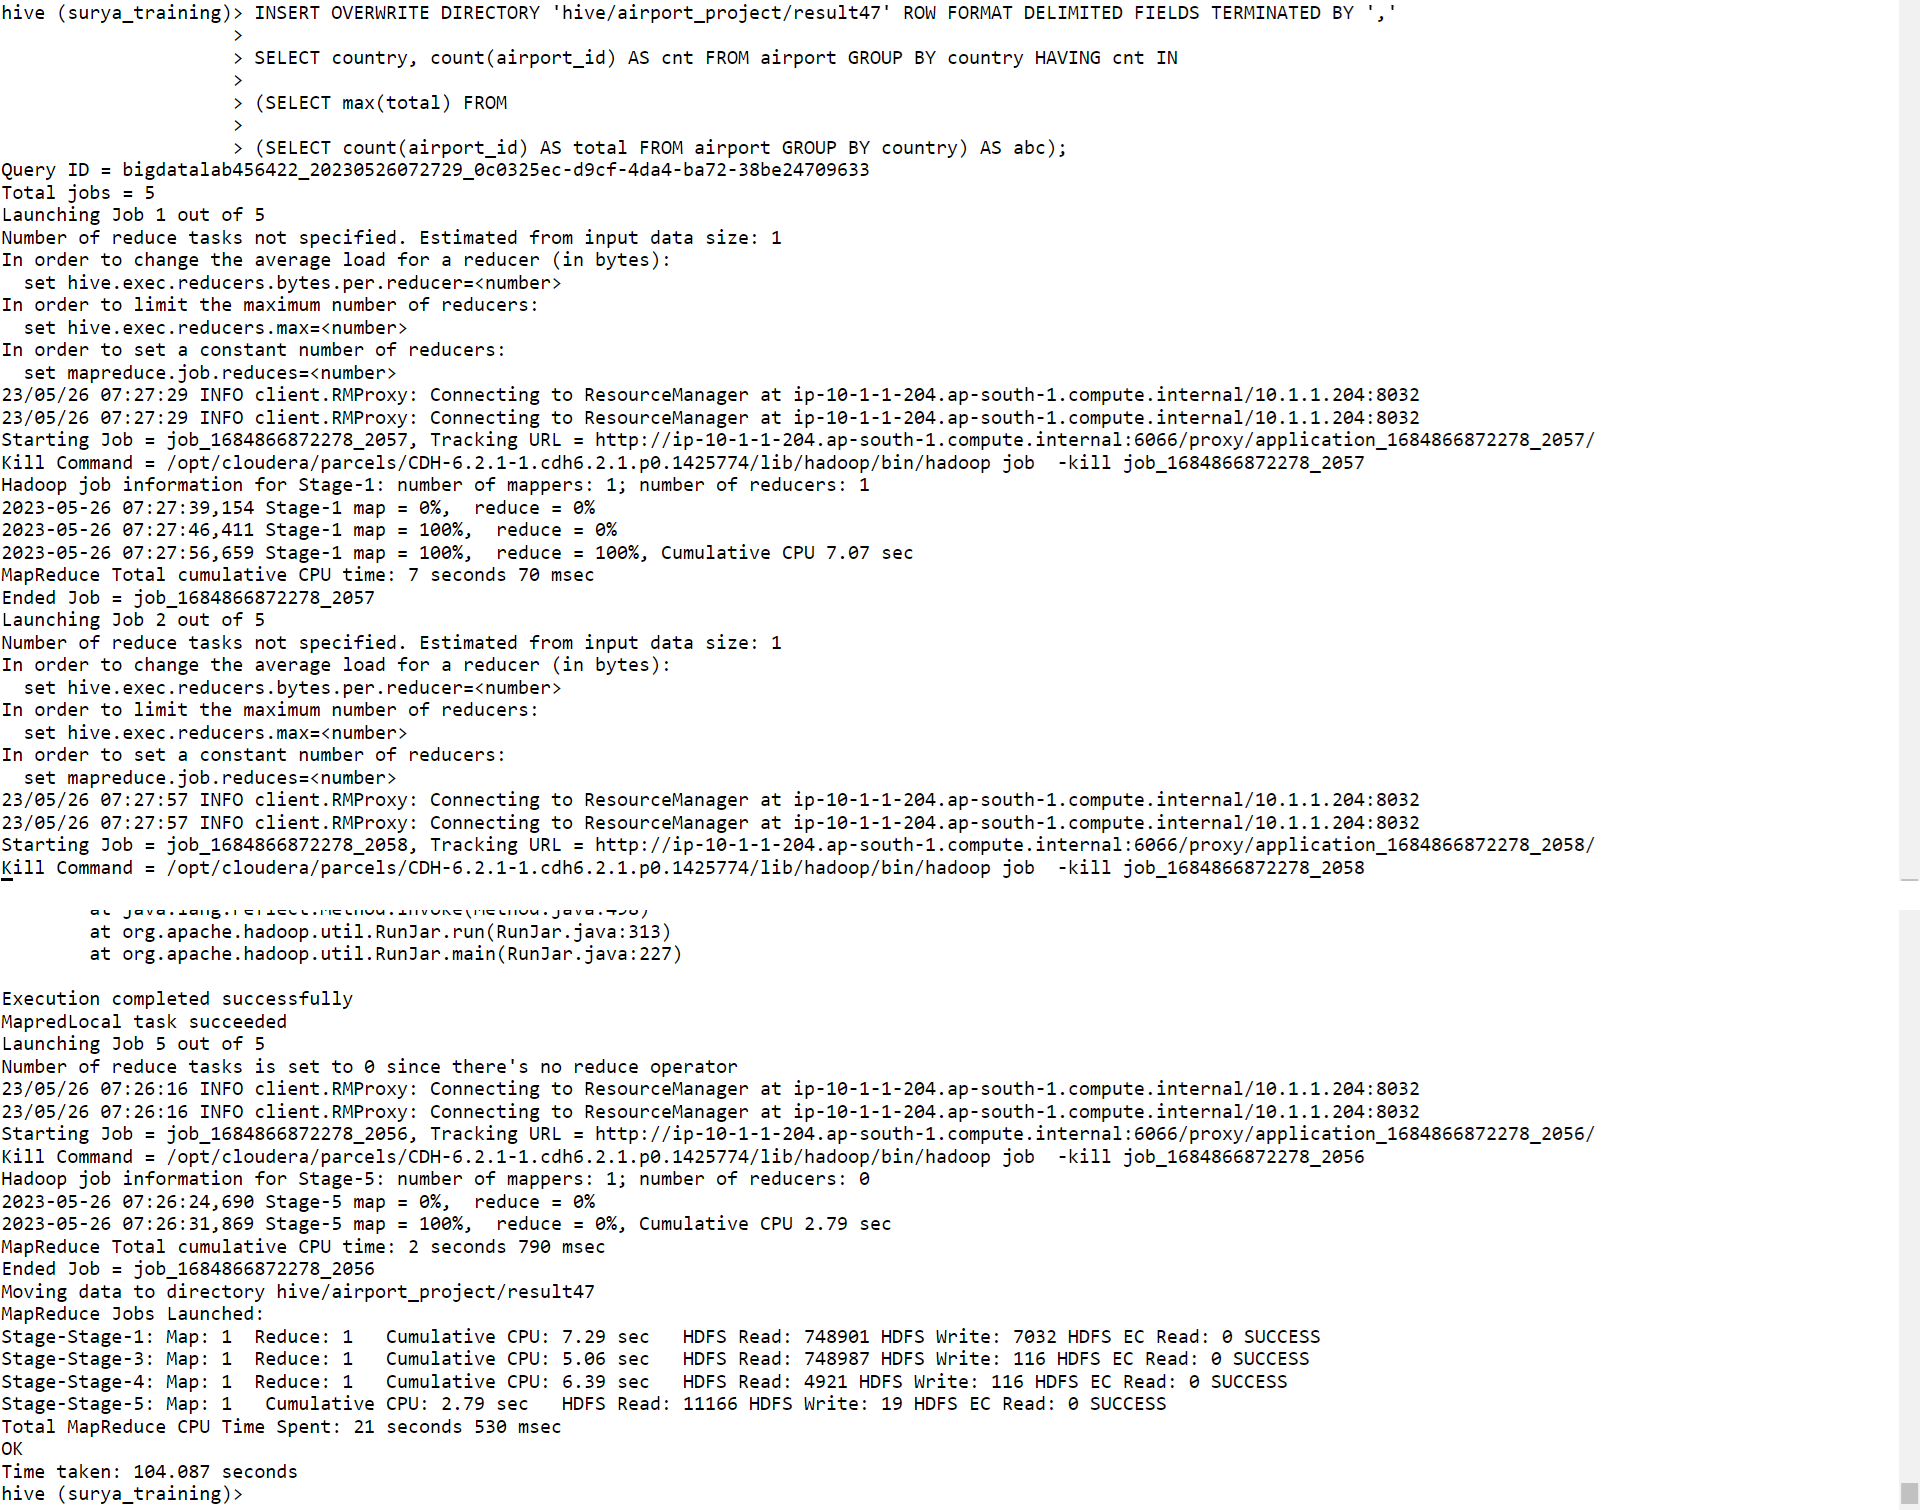 hive (surya_training)> INSERT OVERWRITE DIRECTORY 'hive/airport_project/result47' ROW FORMAT DELIMITED FIELDS TERMINATED BY ','
>
> SELECT country, count(airport_id) AS cnt FROM airport GROUP BY country HAVING cnt IN
>
> (SELECT max(total) FROM
>
> (SELECT count(airport_id) AS total FROM airport GROUP BY country) AS abc);
Query ID = bigdatalab456422_20230526072729_0c0325ec-d9cf-4da4-ba72-38be24709633
Total jobs = 5
Launching Job 1 out of 5
Number of reduce tasks not specified. Estimated from input data size: 1
In order to change the average load for a reducer (in bytes):
  set hive.exec.reducers.bytes.per.reducer=<number>
In order to limit the maximum number of reducers:
  set hive.exec.reducers.max=<number>
In order to set a constant number of reducers:
  set mapreduce.job.reduces=<number>
23/05/26 07:27:29 INFO client.RMProxy: Connecting to ResourceManager at ip-10-1-1-204.ap-south-1.compute.internal/10.1.1.204:8032
23/05/26 07:27:29 INFO client.RMProxy: Connecting to ResourceManager at ip-10-1-1-204.ap-south-1.compute.internal/10.1.1.204:8032
Starting Job = job_1684866872278_2057, Tracking URL = http://ip-10-1-1-204.ap-south-1.compute.internal:6066/proxy/application_1684866872278_2057/
Kill Command = /opt/cloudera/parcels/CDH-6.2.1-1.cdh6.2.1.p0.1425774/lib/hadoop/bin/hadoop job  -kill job_1684866872278_2057
Hadoop job information for Stage-1: number of mappers: 1; number of reducers: 1
2023-05-26 07:27:39,154 Stage-1 map = 0%,  reduce = 0%
2023-05-26 07:27:46,411 Stage-1 map = 100%,  reduce = 0%
2023-05-26 07:27:56,659 Stage-1 map = 100%,  reduce = 100%, Cumulative CPU 7.07 sec
MapReduce Total cumulative CPU time: 7 seconds 70 msec
Ended Job = job_1684866872278_2057
Launching Job 2 out of 5
Number of reduce tasks not specified. Estimated from input data size: 1
In order to change the average load for a reducer (in bytes):
  set hive.exec.reducers.bytes.per.reducer=<number>
In order to limit the maximum number of reducers:
  set hive.exec.reducers.max=<number>
In order to set a constant number of reducers:
  set mapreduce.job.reduces=<number>
23/05/26 07:27:57 INFO client.RMProxy: Connecting to ResourceManager at ip-10-1-1-204.ap-south-1.compute.internal/10.1.1.204:8032
23/05/26 07:27:57 INFO client.RMProxy: Connecting to ResourceManager at ip-10-1-1-204.ap-south-1.compute.internal/10.1.1.204:8032
Starting Job = job_1684866872278_2058, Tracking URL = http://ip-10-1-1-204.ap-south-1.compute.internal:6066/proxy/application_1684866872278_2058/
Kill Command = /opt/cloudera/parcels/CDH-6.2.1-1.cdh6.2.1.p0.1425774/lib/hadoop/bin/hadoop job  -kill job_1684866872278_2058
at java.lang.reflect.Method.invoke(Method.java:498)
at org.apache.hadoop.util.RunJar.run(RunJar.java:313)
at org.apache.hadoop.util.RunJar.main(RunJar.java:227)
Execution completed successfully
MapredLocal task succeeded
Launching Job 5 out of 5
Number of reduce tasks is set to 0 since there's no reduce operator
23/05/26 07:26:16 INFO client.RMProxy: Connecting to ResourceManager at ip-10-1-1-204.ap-south-1.compute.internal/10.1.1.204:8032
23/05/26 07:26:16 INFO client.RMProxy: Connecting to ResourceManager at ip-10-1-1-204.ap-south-1.compute.internal/10.1.1.204:8032
Starting Job = job_1684866872278_2056, Tracking URL = http://ip-10-1-1-204.ap-south-1.compute.internal:6066/proxy/application_1684866872278_2056/
Kill Command = /opt/cloudera/parcels/CDH-6.2.1-1.cdh6.2.1.p0.1425774/lib/hadoop/bin/hadoop job  -kill job_1684866872278_2056
Hadoop job information for Stage-5: number of mappers: 1; number of reducers: 0
2023-05-26 07:26:24,690 Stage-5 map = 0%,  reduce = 0%
2023-05-26 07:26:31,869 Stage-5 map = 100%,  reduce = 0%, Cumulative CPU 2.79 sec
MapReduce Total cumulative CPU time: 2 seconds 790 msec
Ended Job = job_1684866872278_2056
Moving data to directory hive/airport_project/result47
MapReduce Jobs Launched:
Stage-Stage-1: Map: 1  Reduce: 1   Cumulative CPU: 7.29 sec   HDFS Read: 748901 HDFS Write: 7032 HDFS EC Read: 0 SUCCESS
Stage-Stage-3: Map: 1  Reduce: 1   Cumulative CPU: 5.06 sec   HDFS Read: 748987 HDFS Write: 116 HDFS EC Read: 0 SUCCESS
Stage-Stage-4: Map: 1  Reduce: 1   Cumulative CPU: 6.39 sec   HDFS Read: 4921 HDFS Write: 116 HDFS EC Read: 0 SUCCESS
Stage-Stage-5: Map: 1   Cumulative CPU: 2.79 sec   HDFS Read: 11166 HDFS Write: 19 HDFS EC Read: 0 SUCCESS
Total MapReduce CPU Time Spent: 21 seconds 530 msec
OK
Time taken: 104.087 seconds
hive (surya_training)>